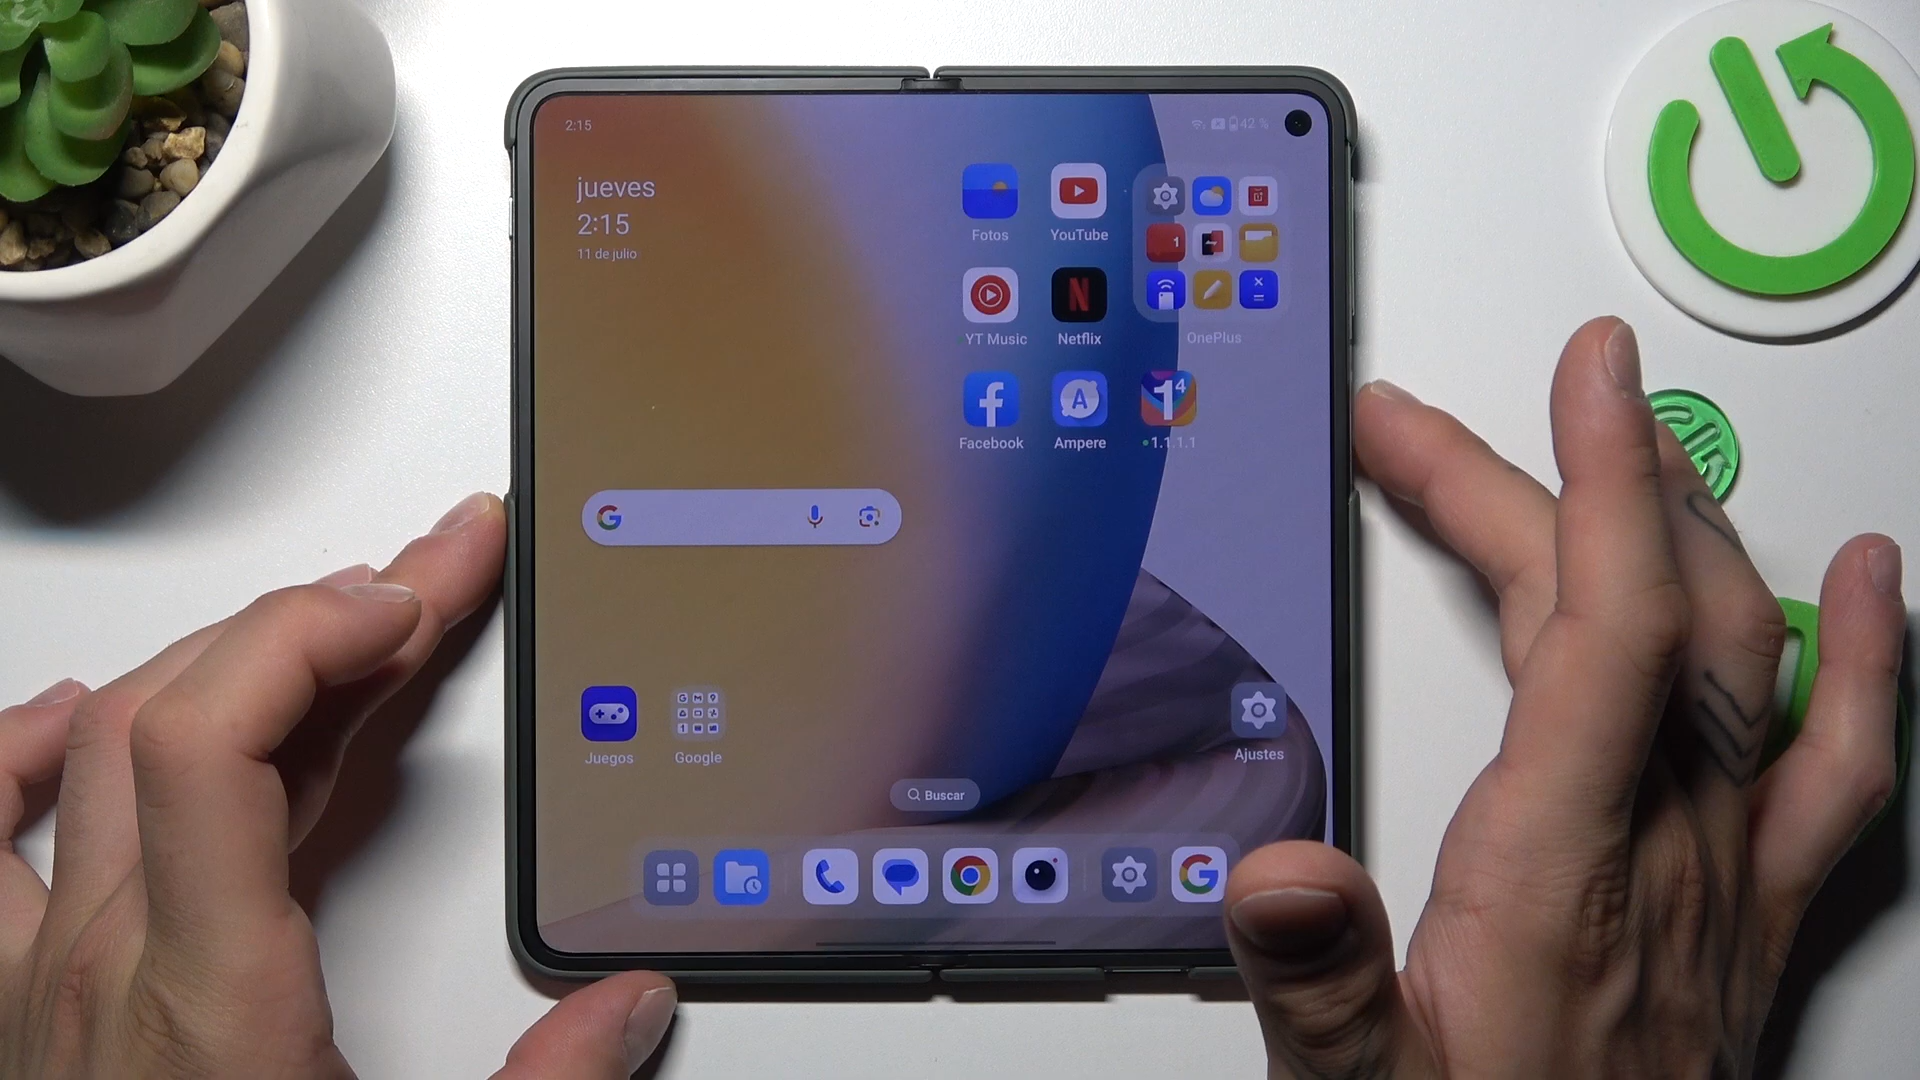 2:15
42 %
jueves
2:15
11 de julio
Fotos
YouTube
YT Music
Netflix
OnePlus
Facebook
Ampere
1.1.1.1
Juegos
Google
Ajustes
Buscar